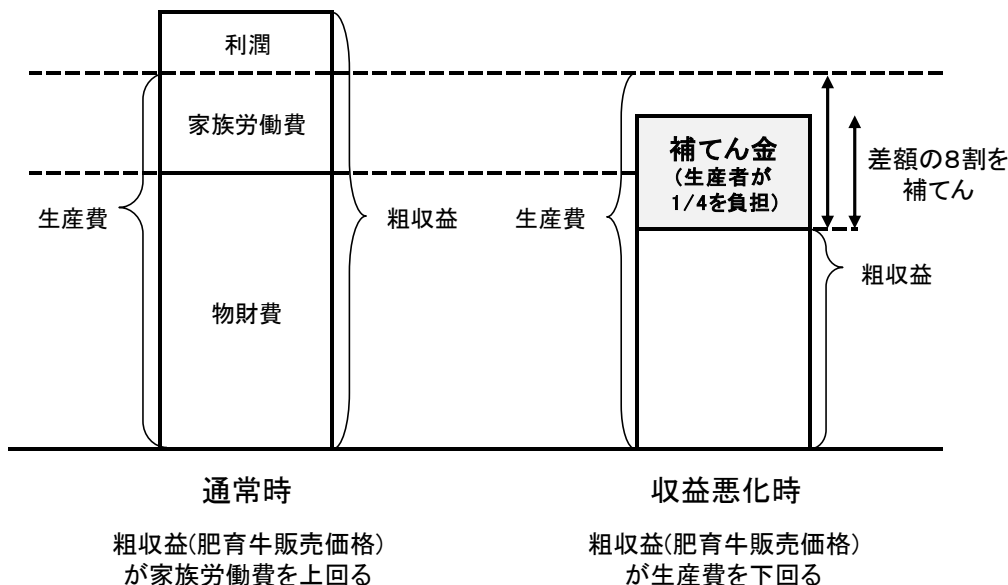 利潤
家族労働費
生産費
粗収益
物財費
通常時
粗収益(肥育牛販売価格)
が家族労働費を上回る
補てん金
(生産者が
1/4を負担)
差額の８割を
補てん
生産費
粗収益
収益悪化時
粗収益(肥育牛販売価格)
が生産費を下回る